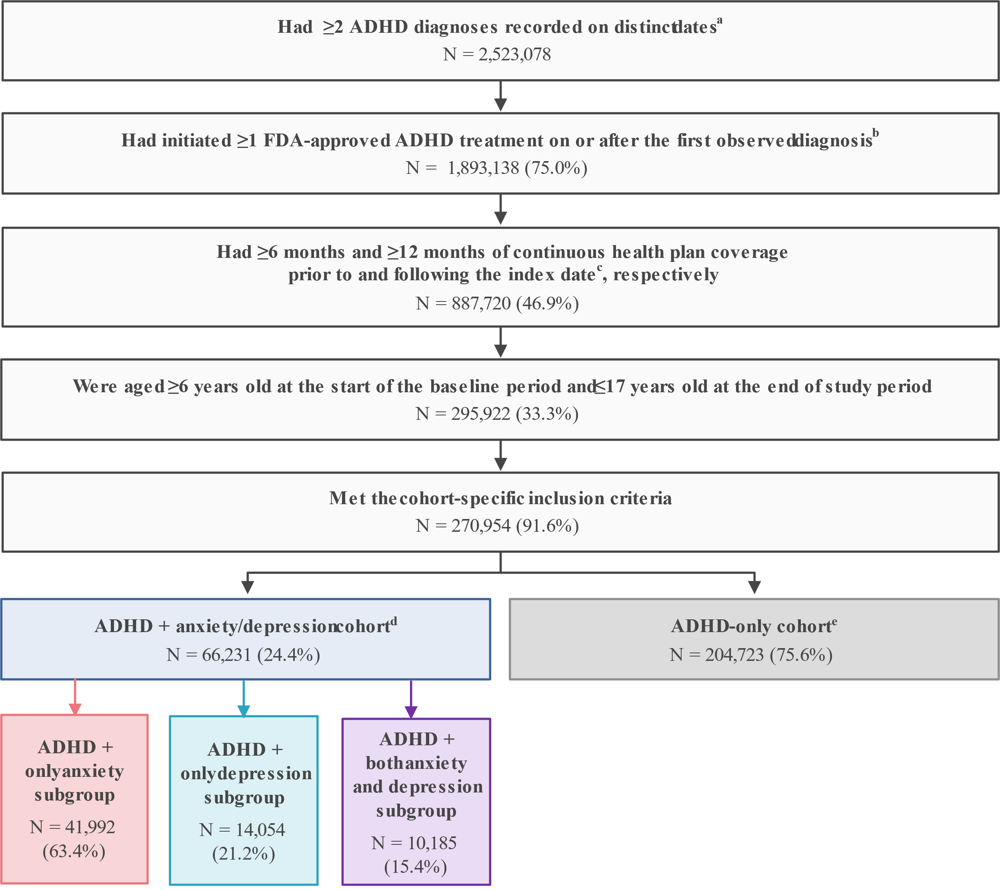 Had ≥2 ADHD diagnoses recorded on distinct dates^a
N = 2,523,078
Had initiated ≥1 FDA-approved ADHD treatment on or after the first observed diagnosis^b
N = 1,893,138 (75.0%)
Had ≥6 months and ≥12 months of continuous health plan coverage
prior to and following the index date^c, respectively
N = 887,720 (46.9%)
Were aged ≥6 years old at the start of the baseline period and ≤17 years old at the end of study period
N = 295,922 (33.3%)
Met the cohort-specific inclusion criteria
N = 270,954 (91.6%)
ADHD + anxiety/depression cohort^d
N = 66,231 (24.4%)
ADHD-only cohort^e
N = 204,723 (75.6%)
ADHD +
only anxiety
subgroup
N = 41,992
(63.4%)
ADHD +
only depression
subgroup
N = 14,054
(21.2%)
ADHD +
both anxiety
and depression
subgroup
N = 10,185
(15.4%)